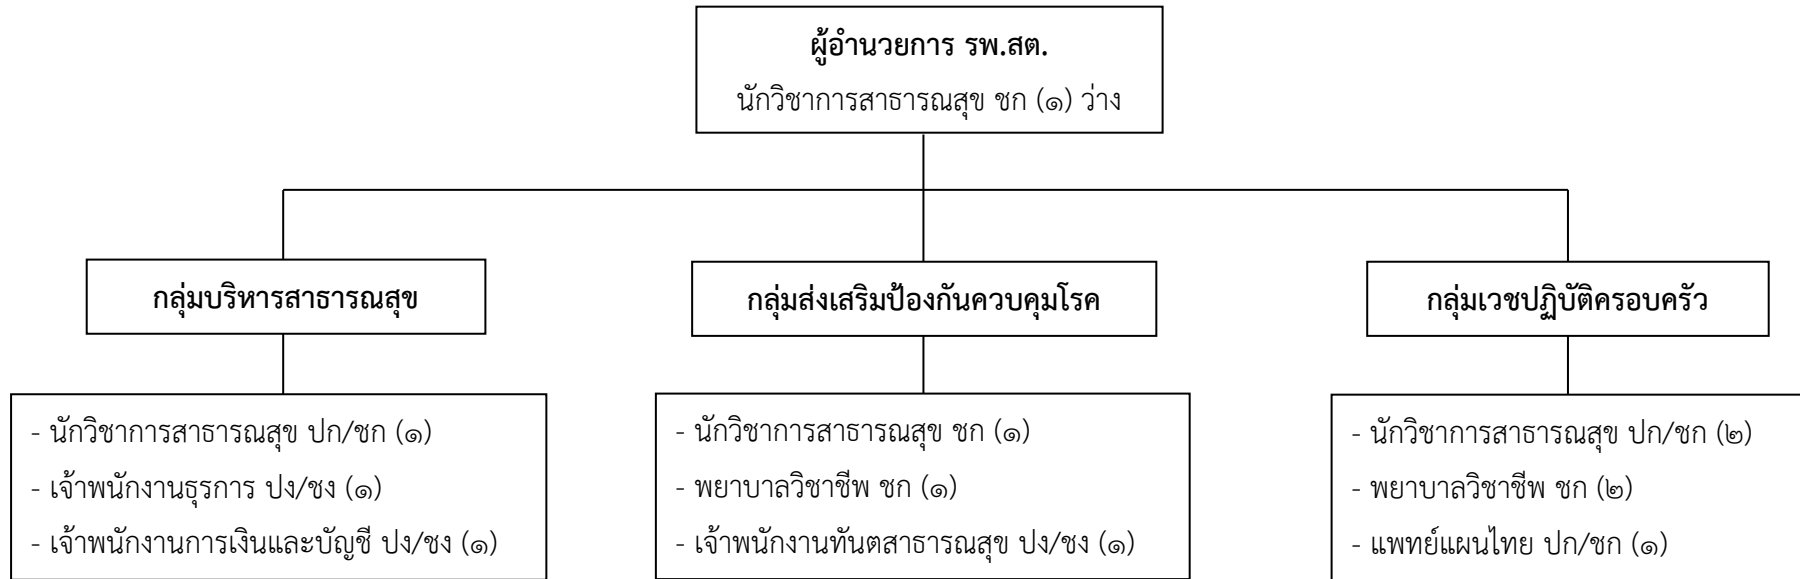 ผู้อำนวยการ รพ.สต.
นักวิชาการสาธารณสุข ชก (๑) ว่าง
กลุ่มบริหารสาธารณสุข
- นักวิชาการสาธารณสุข ปก/ชก (๑)
- เจ้าพนักงานธุรการ ปง/ชง (๑)
- เจ้าพนักงานการเงินและบัญชี ปง/ชง (๑)
กลุ่มส่งเสริมป้องกันควบคุมโรค
- นักวิชาการสาธารณสุข ชก (๑)
- พยาบาลวิชาชีพ ชก (๑)
- เจ้าพนักงานทันตสาธารณสุข ปง/ชง (๑)
กลุ่มเวชปฏิบัติครอบครัว
- นักวิชาการสาธารณสุข ปก/ชก (๒)
- พยาบาลวิชาชีพ ชก (๒)
- แพทย์แผนไทย ปก/ชก (๑)